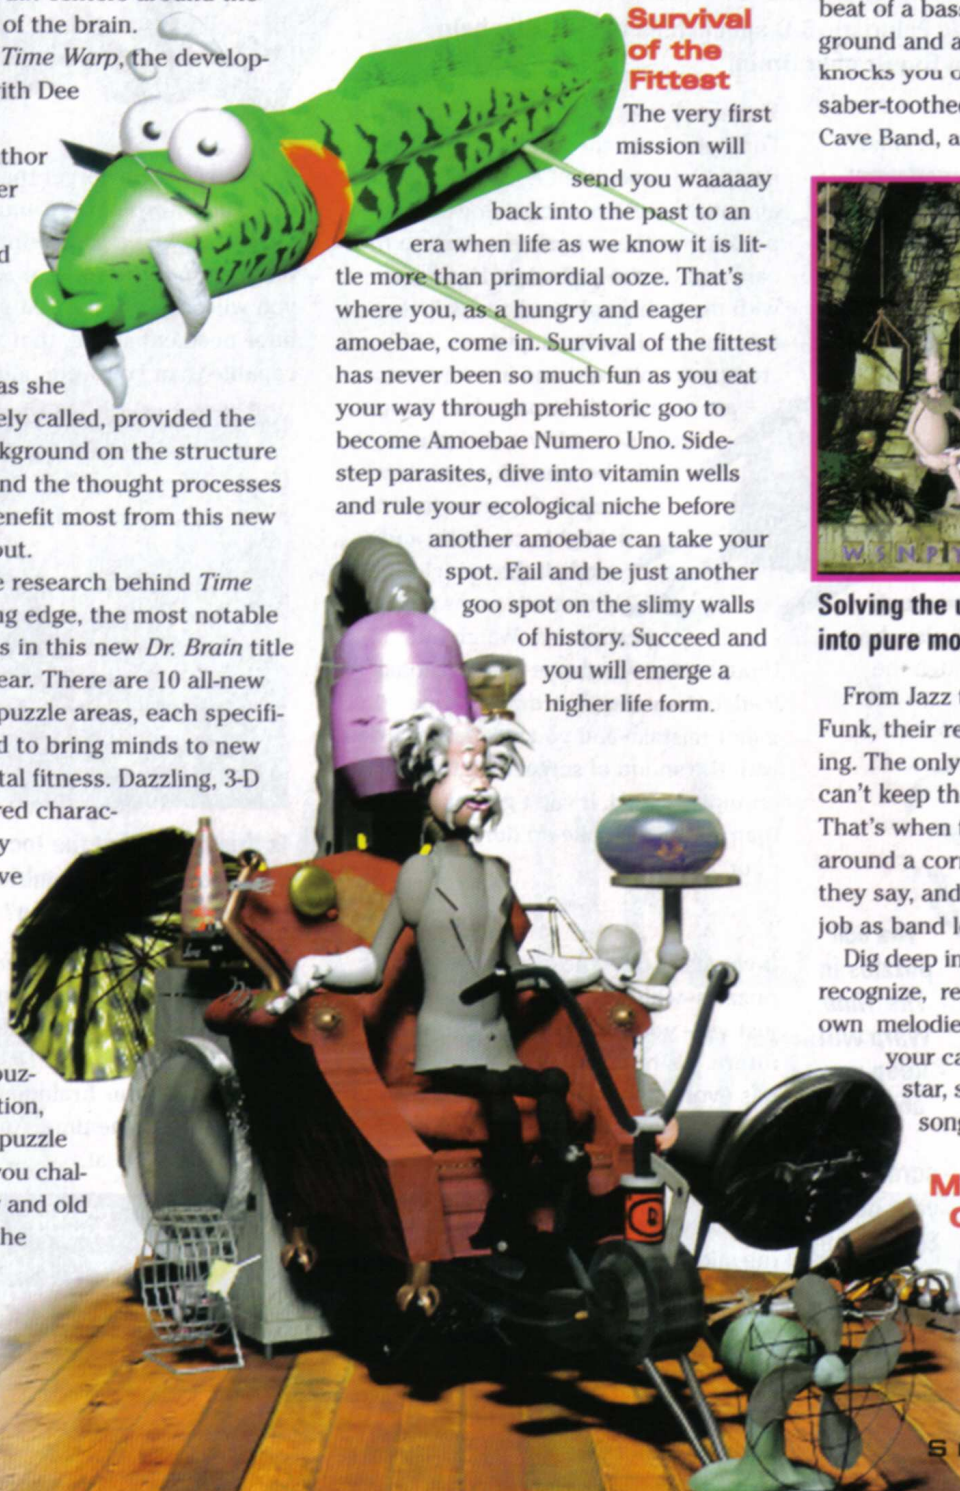 of the brain.
Time Warp, the develop-
ith Dee
thor
er
d
as she
ely called, provided the
kground on the structure
nd the thought processes
enefit most from this new
out.
e research behind Time
ng edge, the most notable
s in this new Dr. Brain title
ear. There are 10 all-new
puzzle areas, each specifi-
d to bring minds to new
tal fitness. Dazzling, 3-D
red charac-
y
ve
ouz-
tion,
puzzle
you chal-
r and old
he
Survival
of the
Fittest
The very first
mission will
send you waaaaay
back into the past to an
era when life as we know it is lit-
tle more than primordial ooze. That's
where you, as a hungry and eager
amoebae, come in. Survival of the fittest
has never been so much fun as you eat
your way through prehistoric goo to
become Amoebae Numero Uno. Side-
step parasites, dive into vitamin wells
and rule your ecological niche before
another amoebae can take your
spot. Fail and be just another
goo spot on the slimy walls
of history. Succeed and
you will emerge a
higher life form.
beat of a bas
ground and a
knocks you o
saber-toothe
Cave Band, a
W S N P I
Solving the u
into pure mo
From Jazz t
Funk, their re
ing. The only
can't keep th
That's when t
around a corn
they say, and
job as band l
Dig deep in
recognize, re
own melodie
your ca
star, s
song
M
S